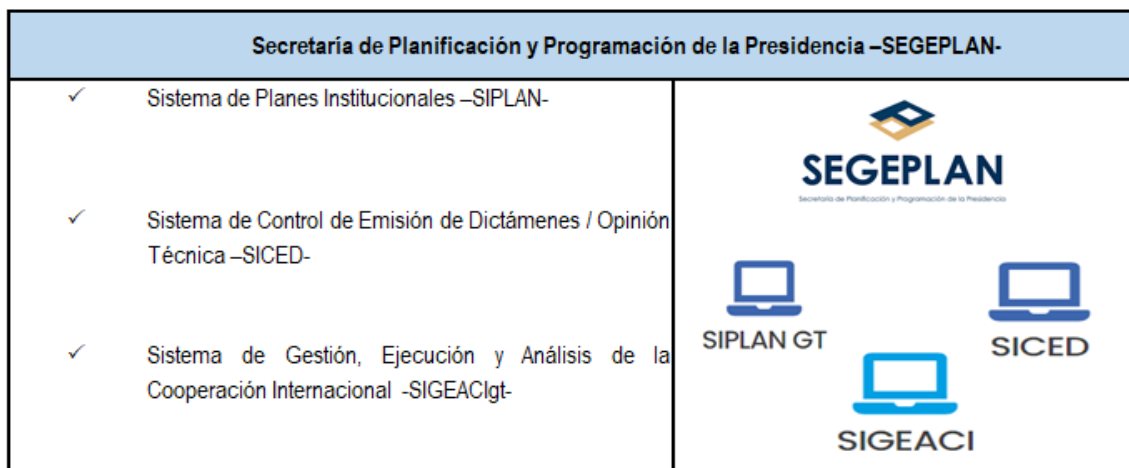 Secretaría de Planificación y Programación de la Presidencia –SEGEPLAN-
✓ Sistema de Planes Institucionales –SIPLAN-
✓ Sistema de Control de Emisión de Dictámenes / Opinión
Técnica –SICED-
✓ Sistema de Gestión, Ejecución y Análisis de la
Cooperación Internacional -SIGEACIgt-
SEGEPLAN
Secretaría de Planificación y Programación de la Presidencia
SIPLAN GT
SICED
SIGEACI